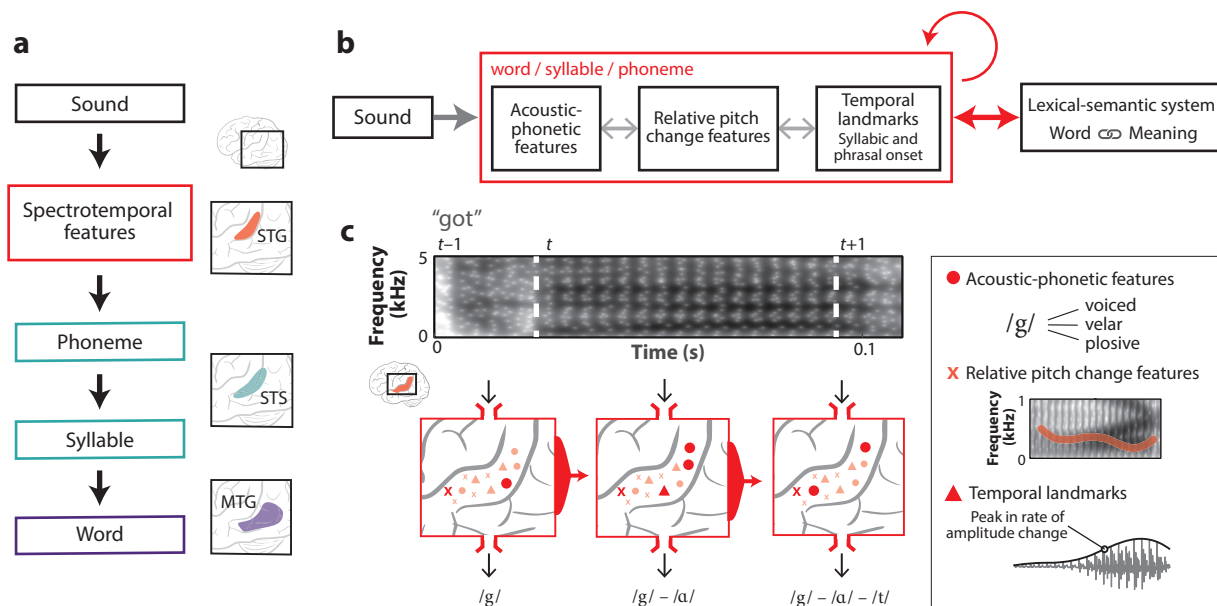 a
Sound
Spectrotemporal
features
STG
Phoneme
STS
Syllable
MTG
Word
b
Sound
word / syllable / phoneme
Acoustic-
phonetic
features
Relative pitch
change features
Temporal
landmarks
Syllabic and
phrasal onset
Lexical-semantic system
Word Meaning
c
"got"
t–1 t t+1
Frequency
(kHz)
5
0
0 Time (s) 0.1
x x x x x x
x x x x x x
x x x x x x
/g/
/g/ – /ɑ/
/g/ – /ɑ/ – /t/
Acoustic-phonetic features
/g/
voiced
velar
plosive
x Relative pitch change features
Frequency
(kHz)
1
0
Temporal landmarks
Peak in rate of
amplitude change